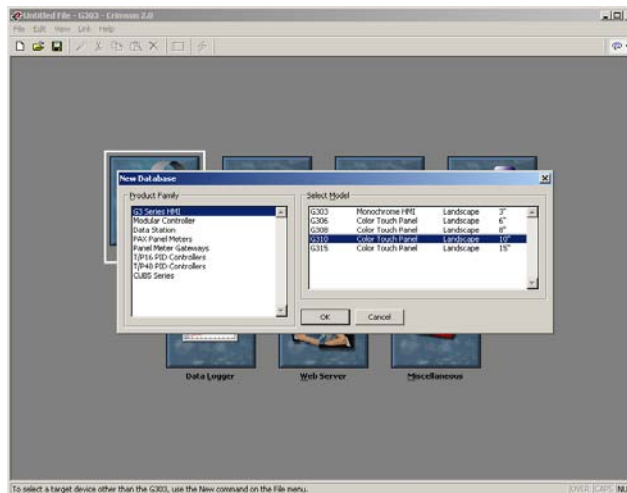 Untitled File - G303 - Crimson 2.0
File Edit View Link Help
New Database
Product Family
G3 Series HMI
Modular Controller
Data Station
PAX Panel Meters
Panel Meter Gateways
T/P16 PID Controllers
T/P48 PID Controllers
CUB5 Series
Select Model
G303 Monochrome HMI Landscape 3"
G306 Color Touch Panel Landscape 6"
G308 Color Touch Panel Landscape 8"
G310 Color Touch Panel Landscape 10"
G315 Color Touch Panel Landscape 15"
OK Cancel
Data Logger Web Server Miscellaneous
To select a target device other than the G303, use the New command on the File menu. OVER CAPS NU